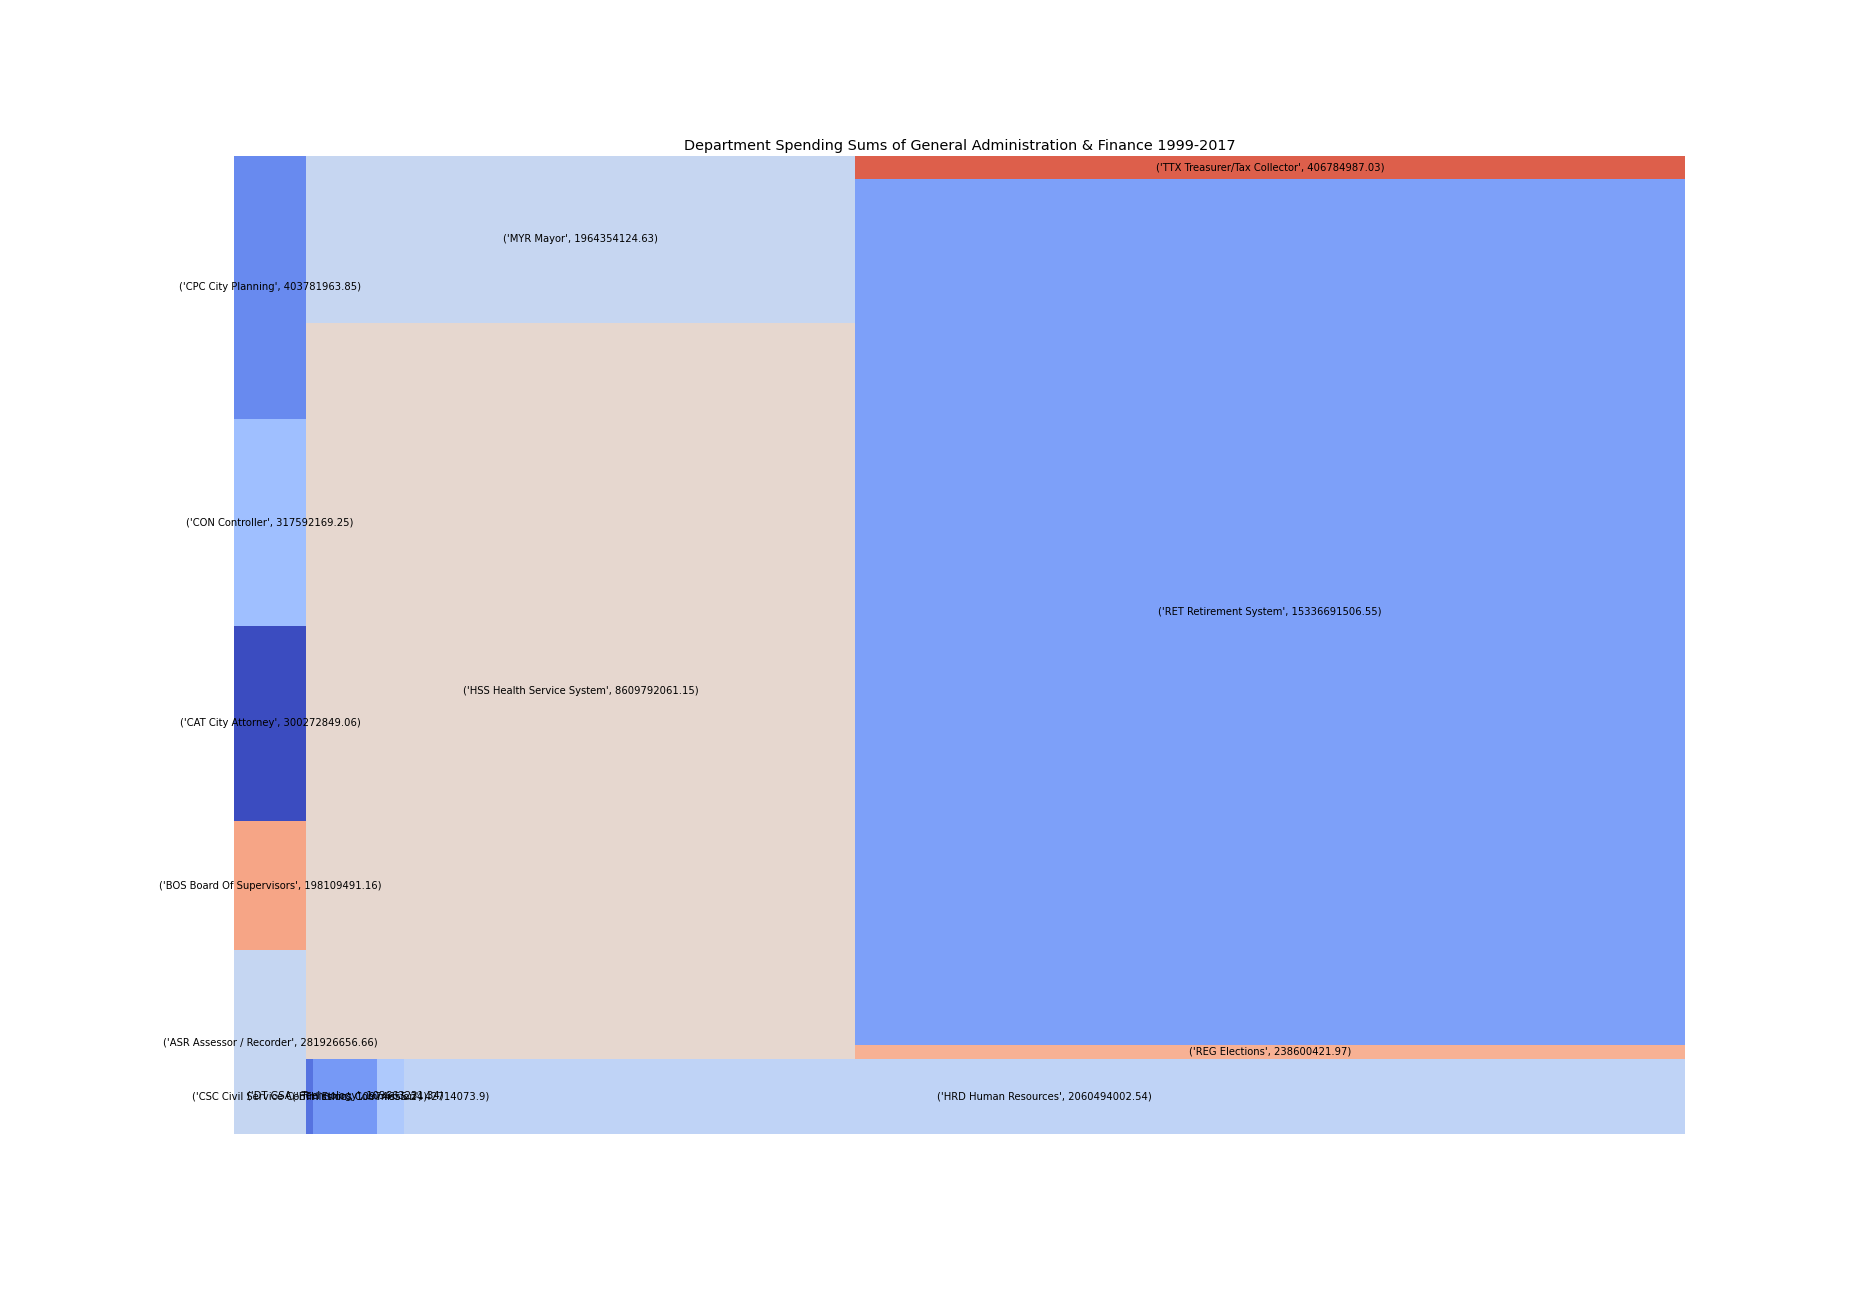 Department Spending Sums of General Administration & Finance 1999-2017
('TTX Treasurer/Tax Collector', 406784987.03)
('MYR Mayor', 1964354124.63)
('CPC City Planning', 403781963.85)
('CON Controller', 317592169.25)
('RET Retirement System', 15336691506.55)
('HSS Health Service System', 8609792061.15)
('CAT City Attorney', 300272849.06)
('BOS Board Of Supervisors', 198109491.16)
('ASR Assessor / Recorder', 281926656.66)
('REG Elections', 238600421.97)
('CSC Civil Service
('HRD Human Resources', 2060494002.54)